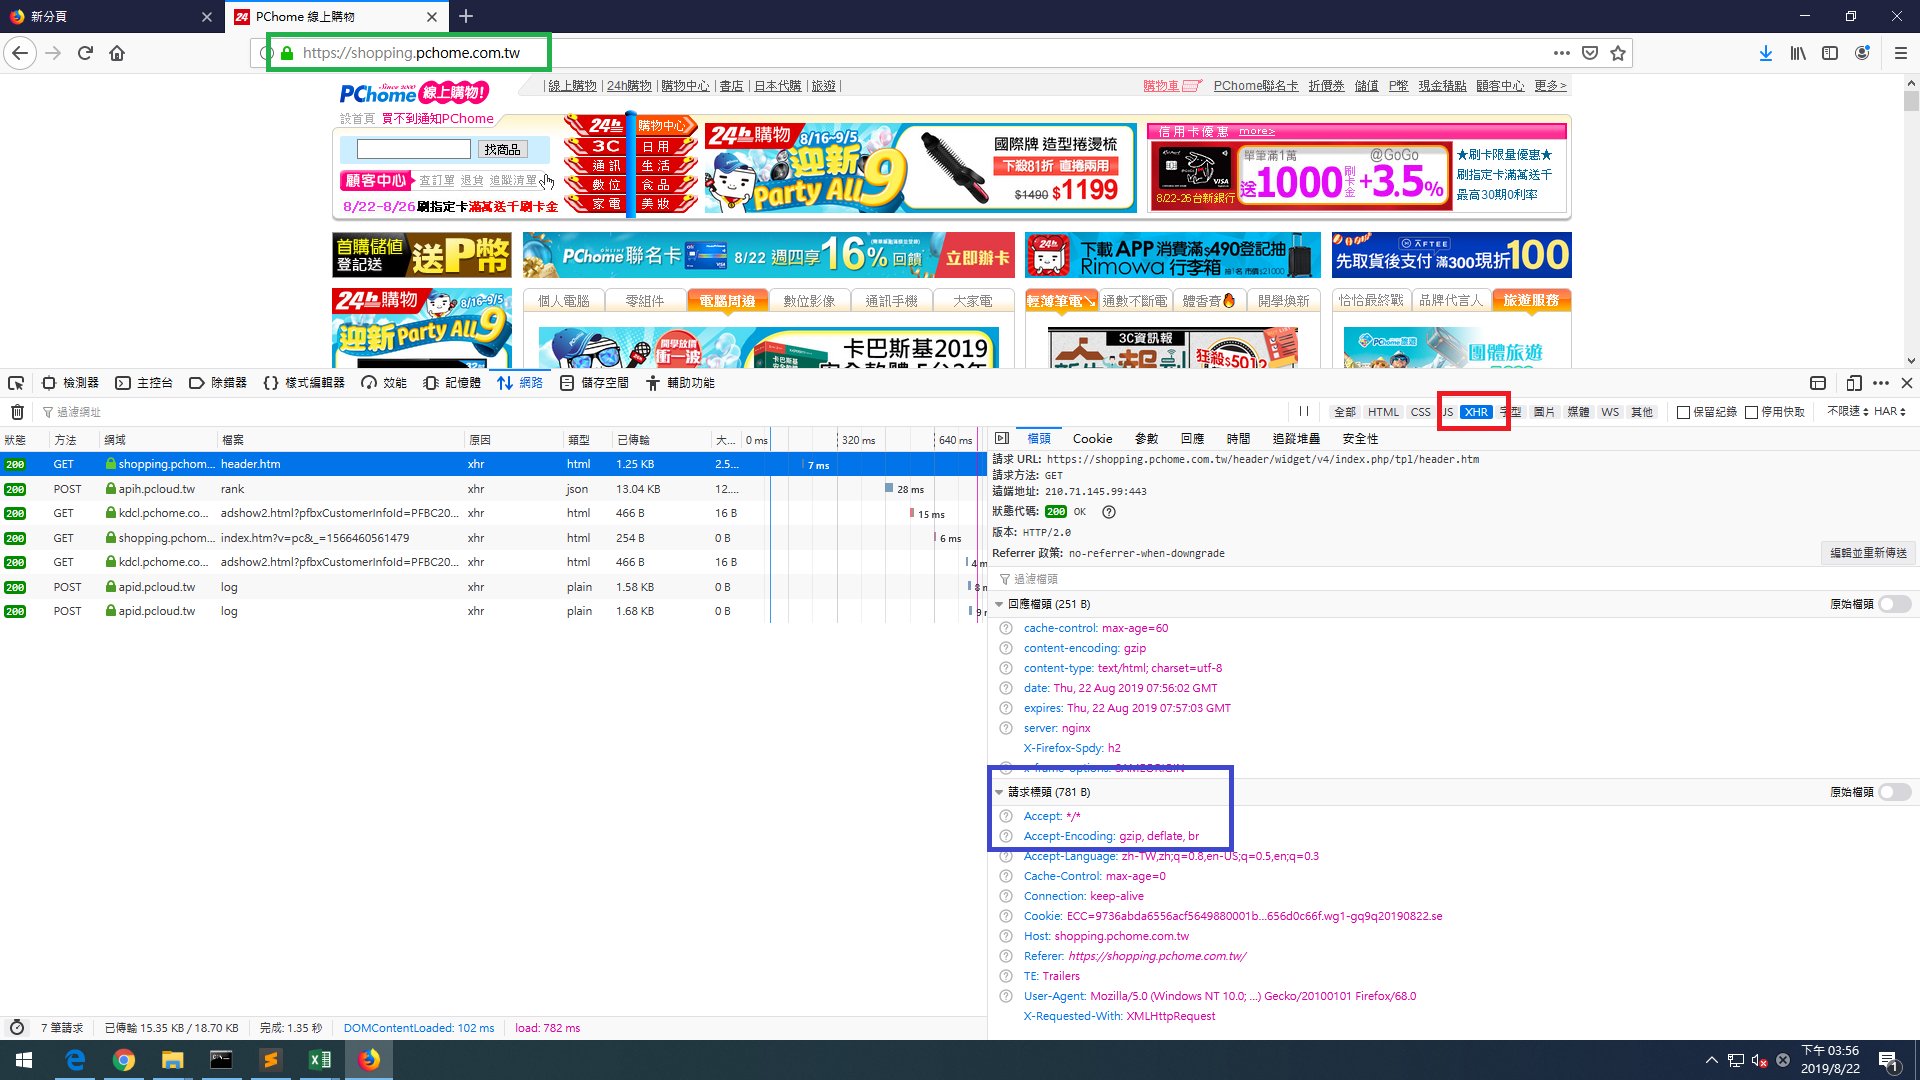 新分頁
PChome 線上購物
https://shopping.pchome.com.tw
PChome Since 2000 線上購物!
設首頁 買不到通知PChome
| 線上購物 | 24h購物 | 購物中心 | 書店 | 日本代購 | 旅遊 |
購物車 PChome聯名卡 折價券 儲值 P幣 現金積點 顧客中心 更多>
找商品
顧客中心 查訂單 退貨 追蹤清單
8/22-8/26刷指定卡滿萬送千刷卡金
24h 購物中心
3C 日用
通訊 生活
數位 食品
家電 美妝
24h購物 8/16~9/5
迎新 Party All 9
國際牌 造型捲燙梳
下殺81折 直捲兩用
$1490 $1199
信用卡優惠 more>
單筆滿1萬 @GoGo
送1000刷卡金+3.5%
8/22-26台新銀行
VISA
★刷卡限量優惠★
刷指定卡滿萬送千
最高30期0利率
首購儲值
登記送 送P幣
PChome 聯名卡 8/22 週四享16%回饋 立即辦卡
24h 下載 APP 消費滿$490登記抽
Rimowa 行李箱 抽1名 市價$21000
AFTEE
先取貨後支付 滿300現折100
24h購物 8/16~9/5
迎新 Party All 9
個人電腦 零組件 電腦周邊 數位影像 通訊手機 大家電
輕薄筆電↘ 通數不斷電 體香膏 開學煥新
恰恰最終戰 品牌代言人 旅遊服務
開學放價 衝一波
卡巴斯基2019
3C資訊報
狂殺$5012
PChome 旅遊
團體旅遊
檢測器 主控台 除錯器 樣式編輯器 效能 記憶體 網路 儲存空間 輔助功能
過濾網址
全部 HTML CSS JS XHR 字型 圖片 媒體 WS 其他 保留紀錄 停用快取 不限速 HAR
狀態 方法 網域 檔案 原因 類型 已傳輸 大... 0 ms 320 ms 640 ms
200 GET shopping.pchom... header.htm xhr html 1.25 KB 2.5... 7 ms
200 POST apih.pcloud.tw rank xhr json 13.04 KB 12.... 28 ms
200 GET kdcl.pchome.co... adshow2.html?pfbxCustomerInfoId=PFBC20... xhr html 466 B 16 B 15 ms
200 GET shopping.pchom... index.htm?v=pc&_=1566460561479 xhr html 254 B 0 B 6 ms
200 GET kdcl.pchome.co... adshow2.html?pfbxCustomerInfoId=PFBC20... xhr html 466 B 16 B 4 m
200 POST apid.pcloud.tw log xhr plain 1.58 KB 0 B 8 m
200 POST apid.pcloud.tw log xhr plain 1.68 KB 0 B 9 m
檔頭 Cookie 參數 回應 時間 追蹤堆疊 安全性
請求 URL: https://shopping.pchome.com.tw/header/widget/v4/index.php/tpl/header.htm
請求方法: GET
遠端地址: 210.71.145.99:443
狀態代碼: 200 OK
版本: HTTP/2.0
Referrer 政策: no-referrer-when-downgrade
編輯並重新傳送
過濾檔頭
回應檔頭 (251 B) 原始檔頭
cache-control: max-age=60
content-encoding: gzip
content-type: text/html; charset=utf-8
date: Thu, 22 Aug 2019 07:56:02 GMT
expires: Thu, 22 Aug 2019 07:57:03 GMT
server: nginx
X-Firefox-Spdy: h2
x-frame-options: SAMEORIGIN
請求標頭 (781 B) 原始檔頭
Accept: */*
Accept-Encoding: gzip, deflate, br
Accept-Language: zh-TW,zh;q=0.8,en-US;q=0.5,en;q=0.3
Cache-Control: max-age=0
Connection: keep-alive
Cookie: ECC=9736abda6556acf5649880001b...656d0c66f.wg1-gq9q20190822.se
Host: shopping.pchome.com.tw
Referer: https://shopping.pchome.com.tw/
TE: Trailers
User-Agent: Mozilla/5.0 (Windows NT 10.0; ...) Gecko/20100101 Firefox/68.0
X-Requested-With: XMLHttpRequest
7 筆請求 已傳輸 15.35 KB / 18.70 KB 完成: 1.35 秒 DOMContentLoaded: 102 ms load: 782 ms
下午 03:56
2019/8/22
1